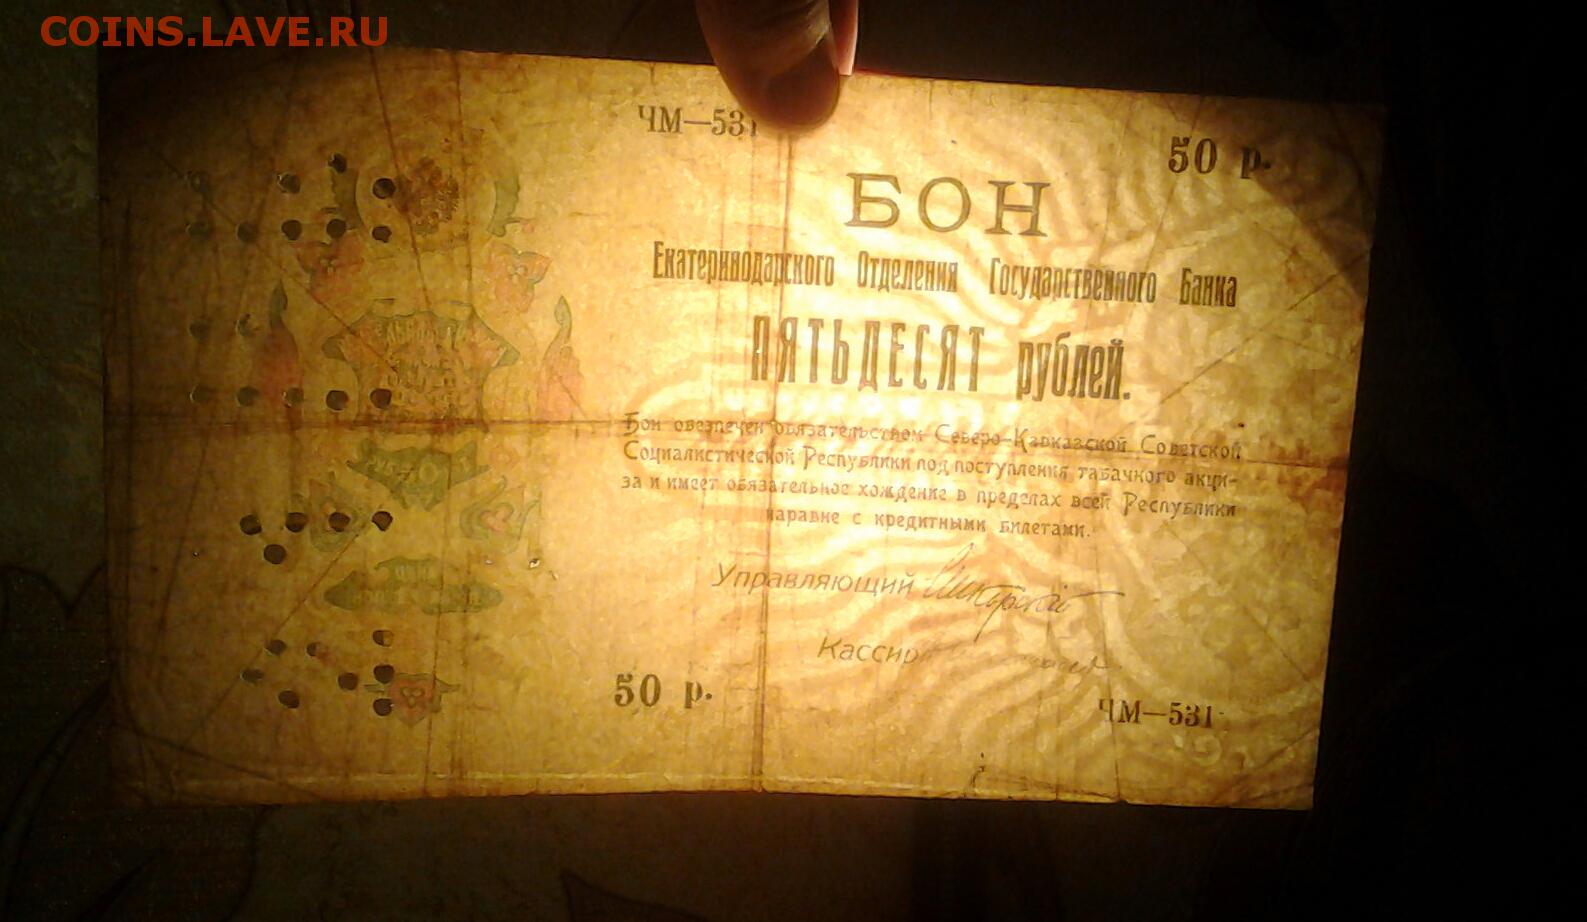 COINS.LAVE.RU
ЧМ—531
50 р.
БОН
Екатеринодарского Отделения Государственного Банка
ПЯТЬДЕСЯТ рублей.
Бон обезпечен обязательством Северо-Кавказской Советской
Социалистической Республики под поступления табачного акци-
за и имеет обязательное хождение в пределах всей Республики
наравне с кредитными билетами.
Управляющий
Кассир
50 р.
ЧМ—531